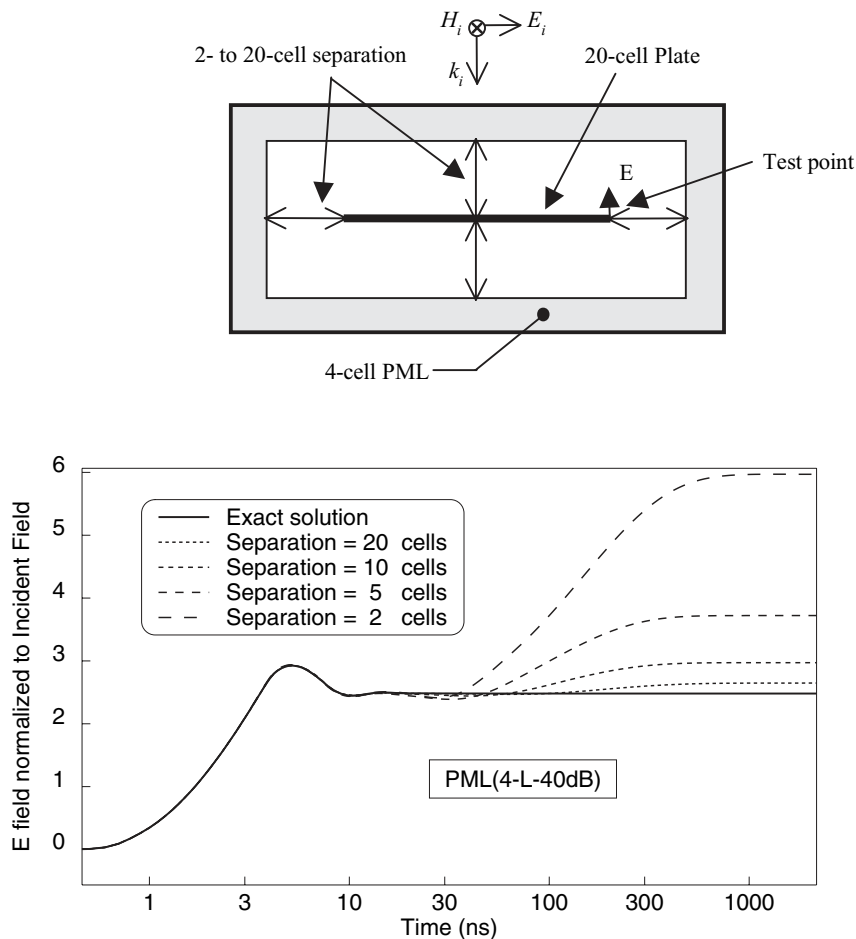 H_i E_i
2- to 20-cell separation
k_i
20-cell Plate
E
Test point
4-cell PML
E field normalized to Incident Field
6
5
4
3
2
1
0
Exact solution
Separation = 20 cells
Separation = 10 cells
Separation = 5 cells
Separation = 2 cells
PML(4-L-40dB)
1 3 10 30 100 300 1000
Time (ns)